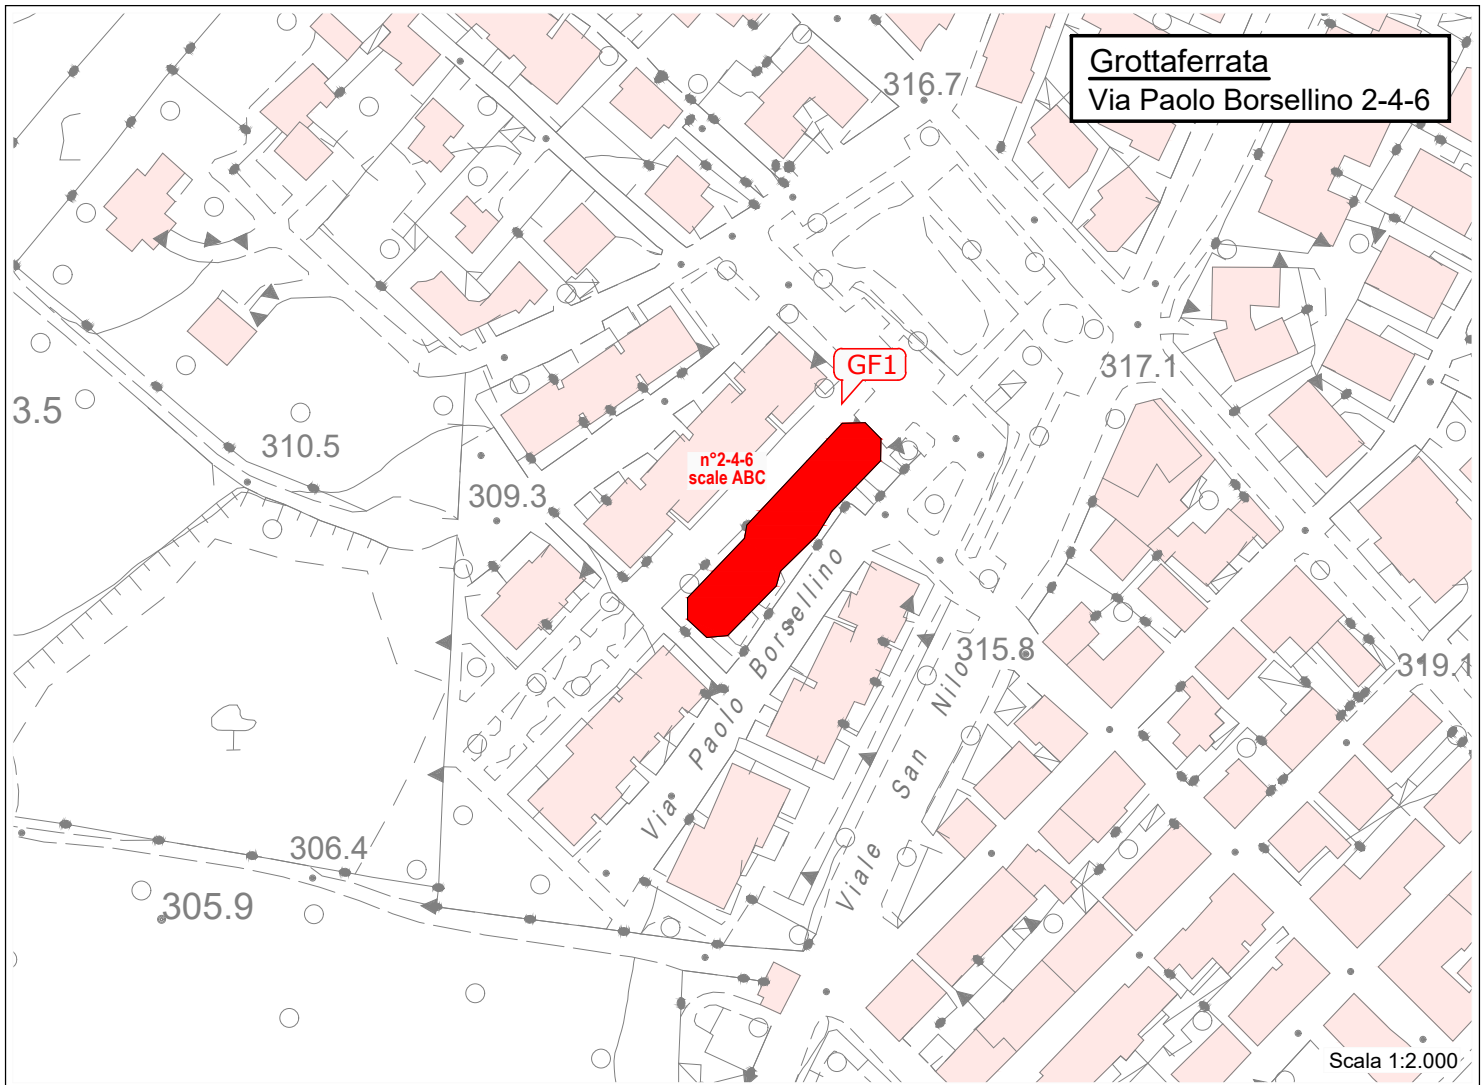 Grottaferrata
Via Paolo Borsellino 2-4-6
316.7
GF1
317.1
3.5
310.5
n°2-4-6
scale ABC
309.3
Via Paolo Borsellino
315.8
319.1
Viale San Nilo
306.4
305.9
Scala 1:2.000